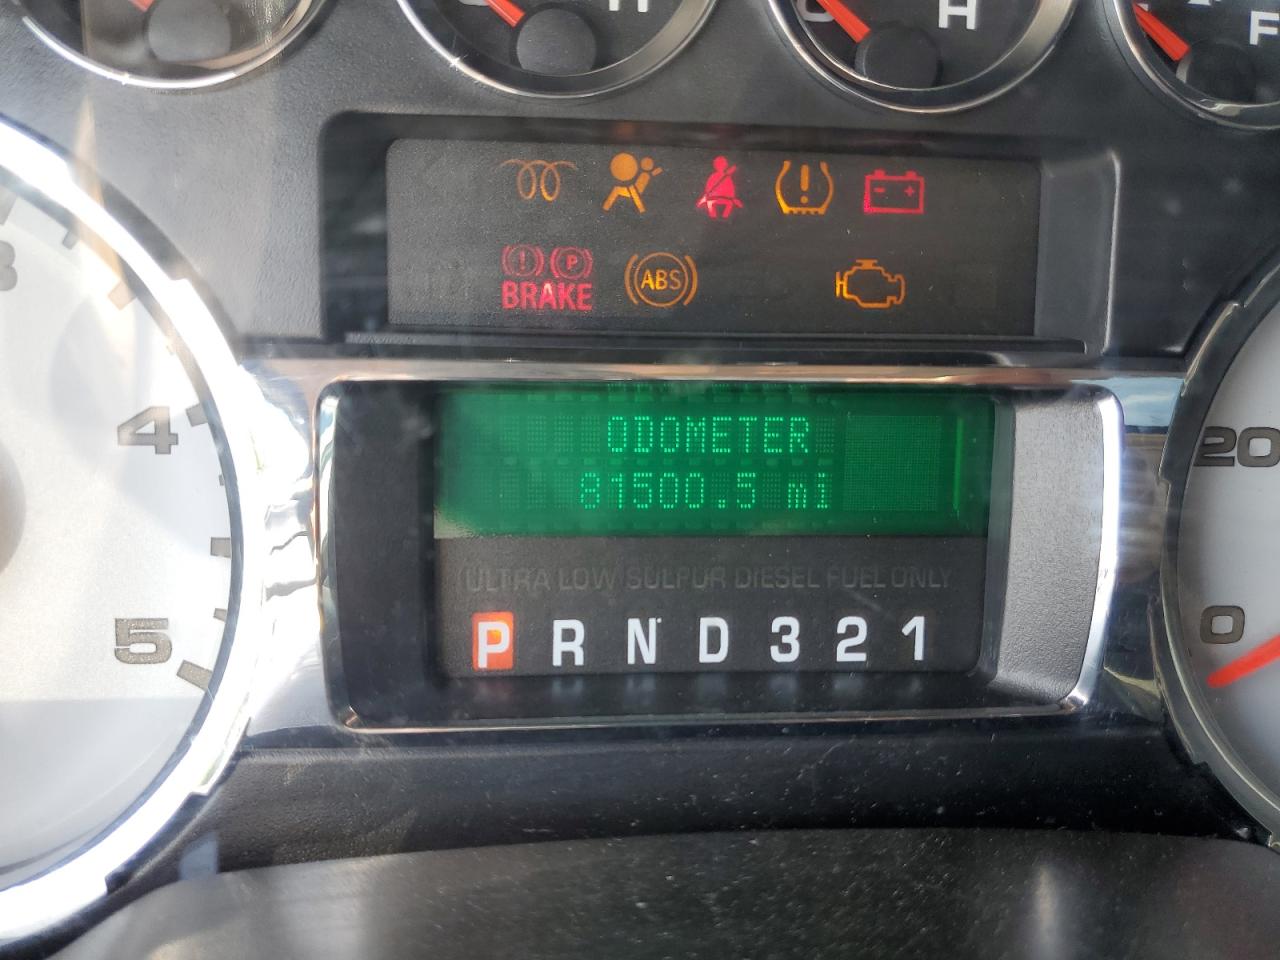 H
H
F
! P
BRAKE
ABS
3
4
5
ODOMETER
81500.5 mi
ULTRA LOW SULPUR DIESEL FUEL ONLY
P R N D 3 2 1
20
0